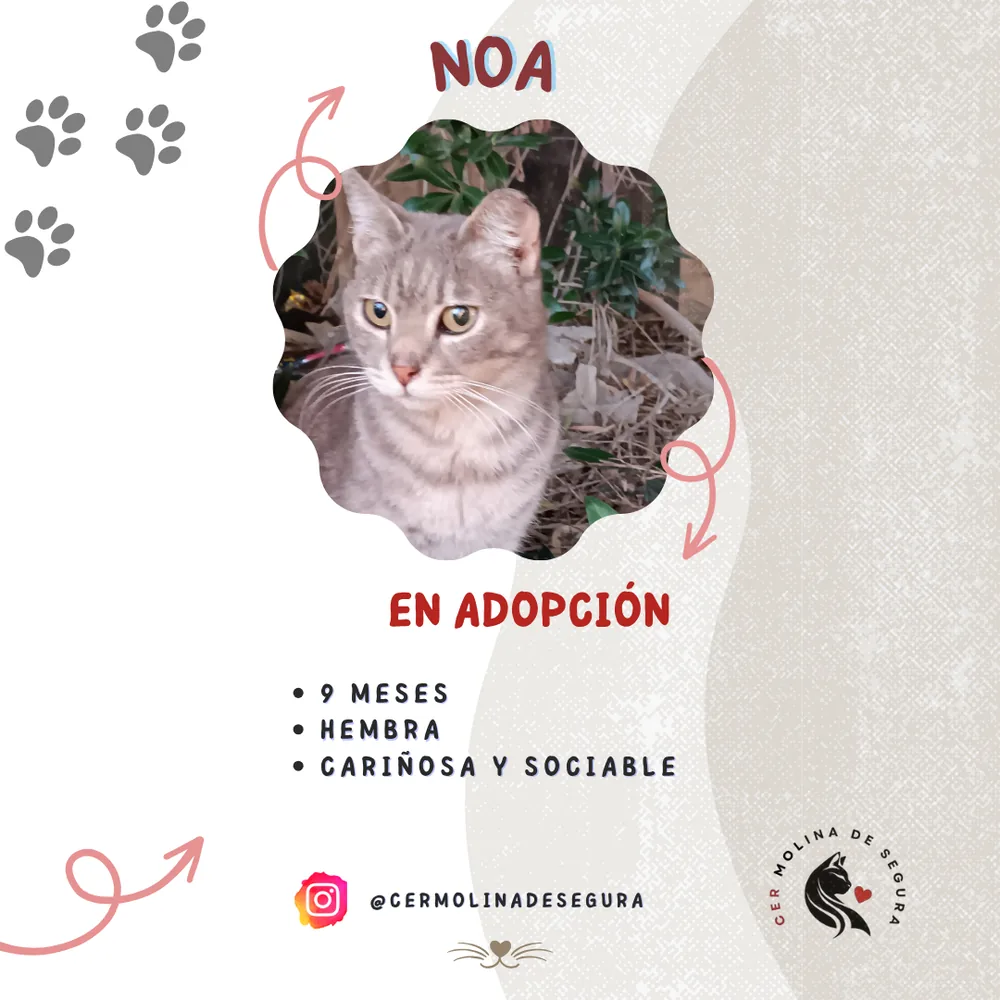 NOA
EN ADOPCIÓN
• 9 MESES
• HEMBRA
• CARIÑOSA Y SOCIABLE
@CERMOLINADESEGURA
CER MOLINA DE SEGURA